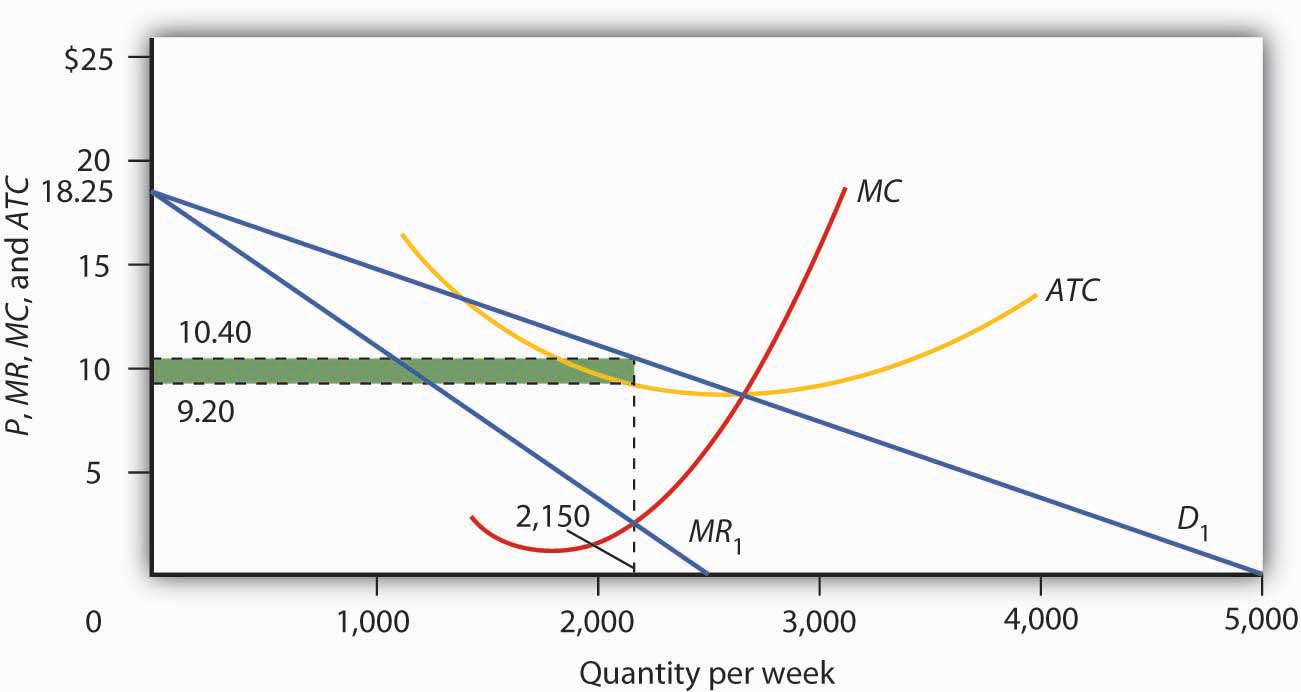 $25
20
18.25
15
10
5
0
P, MR, MC, and ATC
10.40
9.20
2,150
MC
ATC
MR1
D1
1,000
2,000
3,000
4,000
5,000
Quantity per week